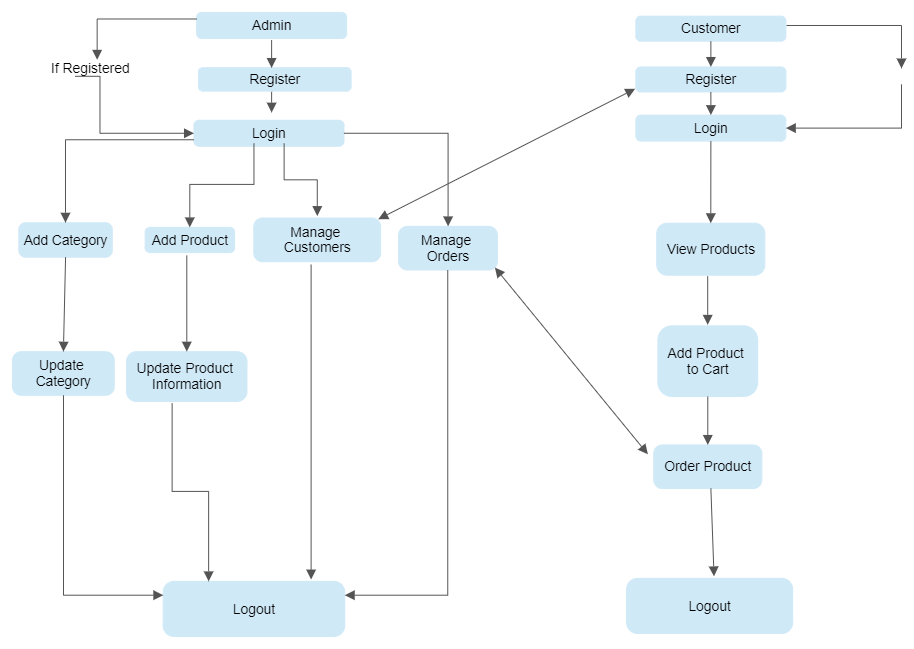 Admin
Customer
If Registered
Register
Register
Login
Login
Add Category
Add Product
Manage
Customers
Manage
Orders
View Products
Update
Category
Update Product
Information
Add Product
to Cart
Order Product
Logout
Logout